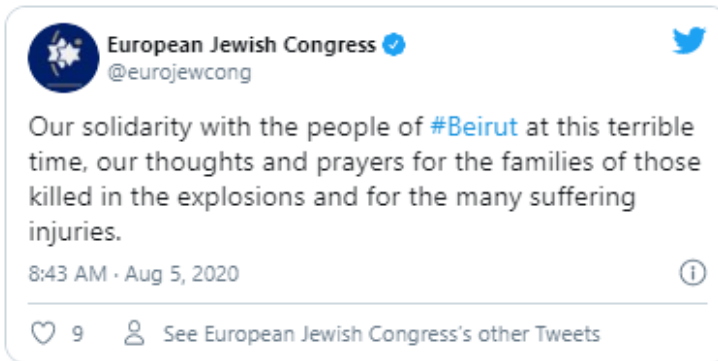 European Jewish Congress
@eurojewcong
Our solidarity with the people of #Beirut at this terrible
time, our thoughts and prayers for the families of those
killed in the explosions and for the many suffering
injuries.
8:43 AM · Aug 5, 2020
9 See European Jewish Congress's other Tweets